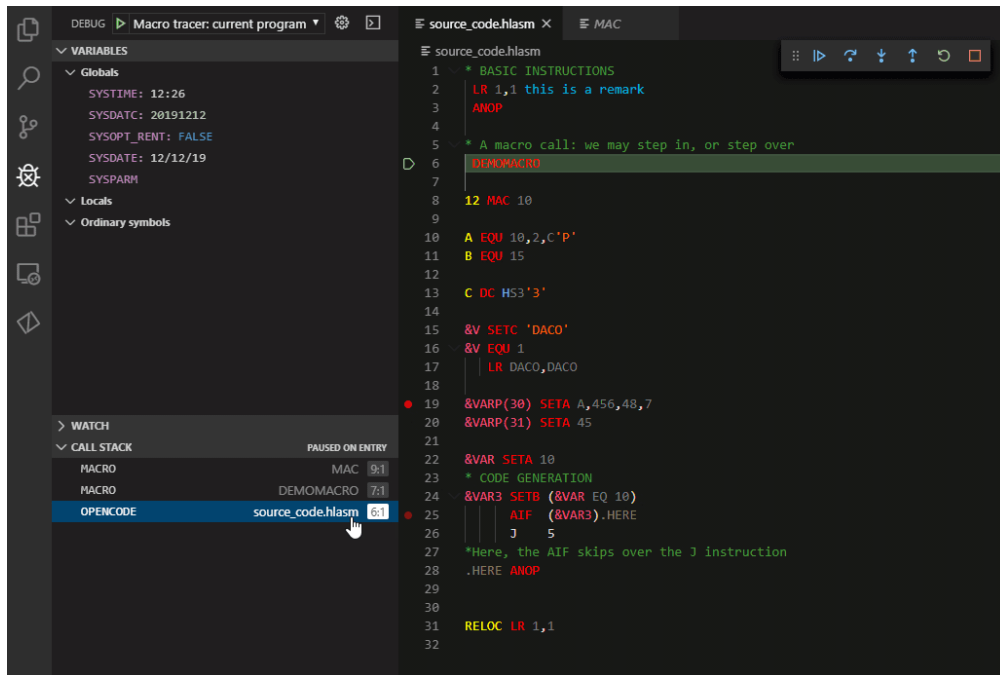 DEBUG Macro tracer: current program
VARIABLES
Globals
SYSTIME: 12:26
SYSDATC: 20191212
SYSOPT_RENT: FALSE
SYSDATE: 12/12/19
SYSPARM
Locals
Ordinary symbols
WATCH
CALL STACK PAUSED ON ENTRY
MACRO MAC 9:1
MACRO DEMOMACRO 7:1
OPENCODE source_code.hlasm 6:1
source_code.hlasm MAC
source_code.hlasm
1 * BASIC INSTRUCTIONS
2 LR 1,1 this is a remark
3 ANOP
4
5 * A macro call: we may step in, or step over
6 DEMOMACRO
7
8 12 MAC 10
9
10 A EQU 10,2,C'P'
11 B EQU 15
12
13 C DC HS3'3'
14
15 &V SETC 'DACO'
16 &V EQU 1
17 LR DACO,DACO
18
19 &VARP(30) SETA A,456,48,7
20 &VARP(31) SETA 45
21
22 &VAR SETA 10
23 * CODE GENERATION
24 &VAR3 SETB (&VAR EQ 10)
25 AIF (&VAR3).HERE
26 J 5
27 *Here, the AIF skips over the J instruction
28 .HERE ANOP
29
30
31 RELOC LR 1,1
32